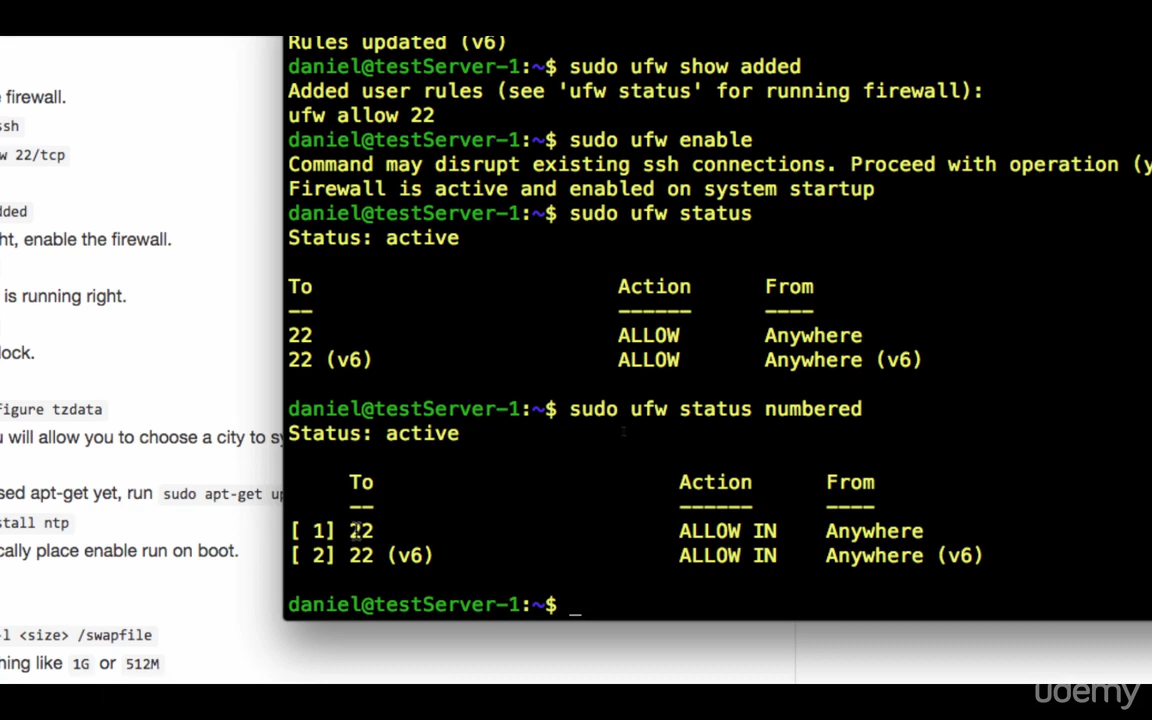 firewall.
ssh
w 22/tcp
dded
ht, enable the firewall.
is running right.
lock.
figure tzdata
u will allow you to choose a city to sy
sed apt-get yet, run sudo apt-get up
stall ntp
cally place enable run on boot.
-l <size> /swapfile
hing like 1G or 512M
Rules updated (v6)
daniel@testServer-1:~$ sudo ufw show added
Added user rules (see 'ufw status' for running firewall):
ufw allow 22
daniel@testServer-1:~$ sudo ufw enable
Command may disrupt existing ssh connections. Proceed with operation (y
Firewall is active and enabled on system startup
daniel@testServer-1:~$ sudo ufw status
Status: active
To Action From
-- ------ ----
22 ALLOW Anywhere
22 (v6) ALLOW Anywhere (v6)
daniel@testServer-1:~$ sudo ufw status numbered
Status: active
To Action From
-- ------ ----
[ 1] 22 ALLOW IN Anywhere
[ 2] 22 (v6) ALLOW IN Anywhere (v6)
daniel@testServer-1:~$ _
udemy